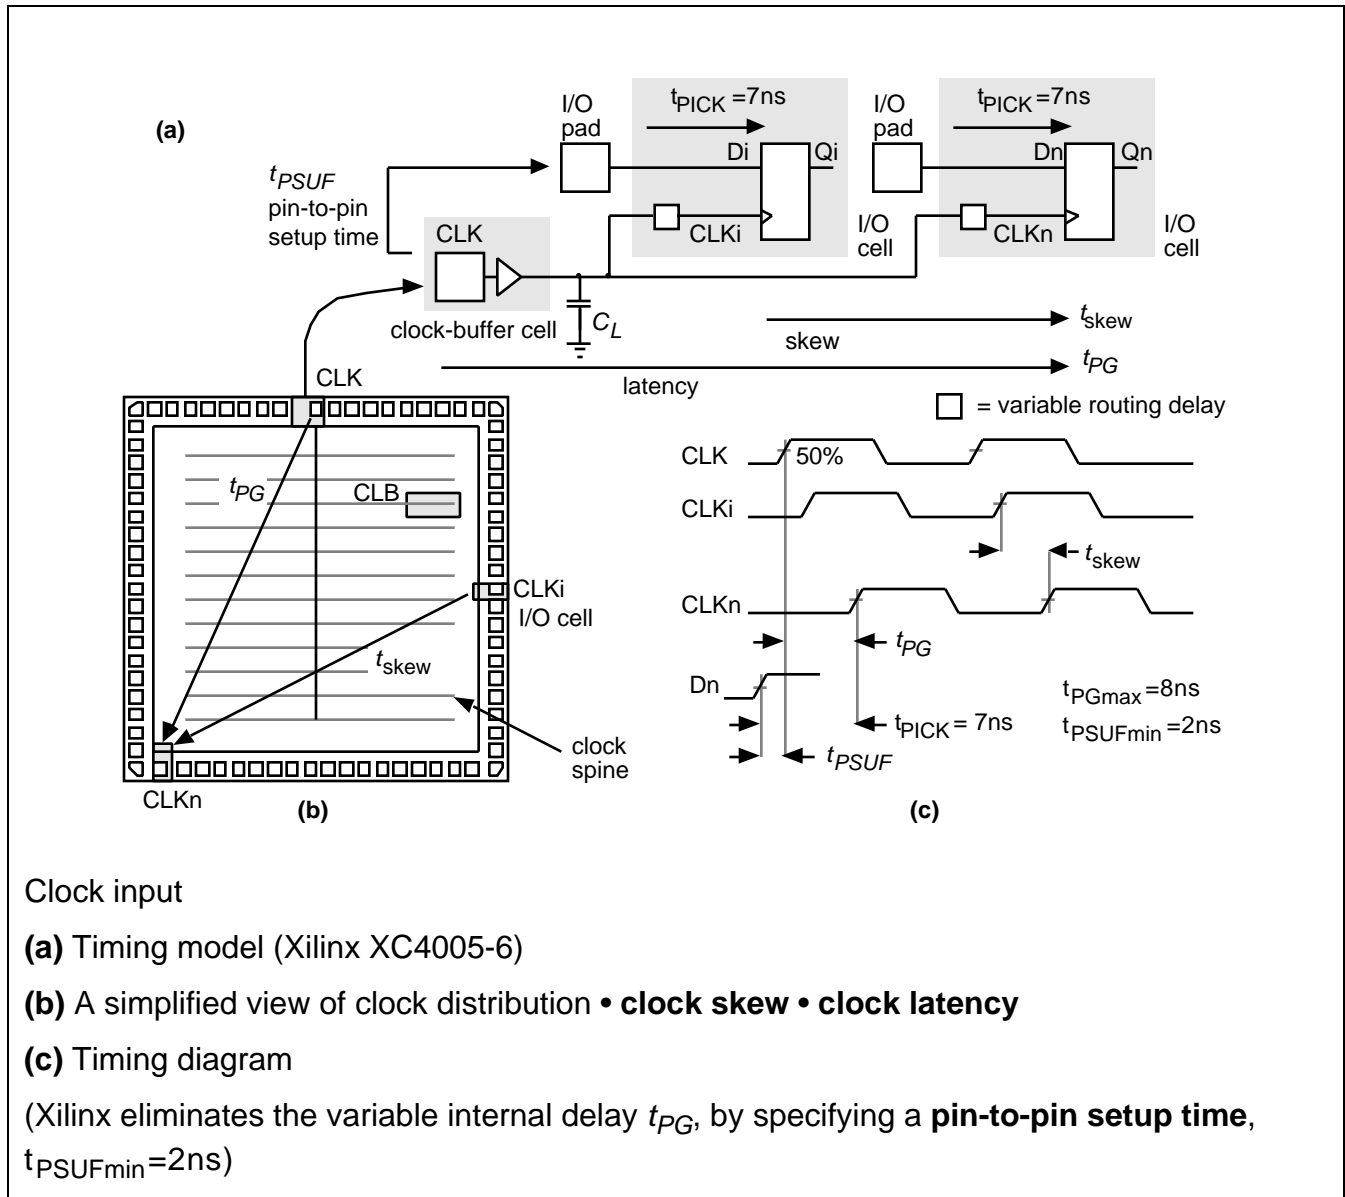 (a)
I/O
pad
tPICK =7ns
Di
Qi
I/O
pad
tPICK =7ns
Dn
Qn
tPSUF
pin-to-pin
setup time
CLK
CLKi
I/O
cell
CLKn
I/O
cell
clock-buffer cell
CL
skew
tskew
latency
tPG
= variable routing delay
CLK
tPG
CLB
CLKi
I/O cell
tskew
clock
spine
CLKn
(b)
CLK
50%
CLKi
tskew
CLKn
tPG
Dn
tPICK = 7ns
tPSUF
tPGmax =8ns
tPSUFmin =2ns
(c)
Clock input
(a) Timing model (Xilinx XC4005-6)
(b) A simplified view of clock distribution • clock skew • clock latency
(c) Timing diagram
(Xilinx eliminates the variable internal delay tPG, by specifying a pin-to-pin setup time,
tPSUFmin=2ns)